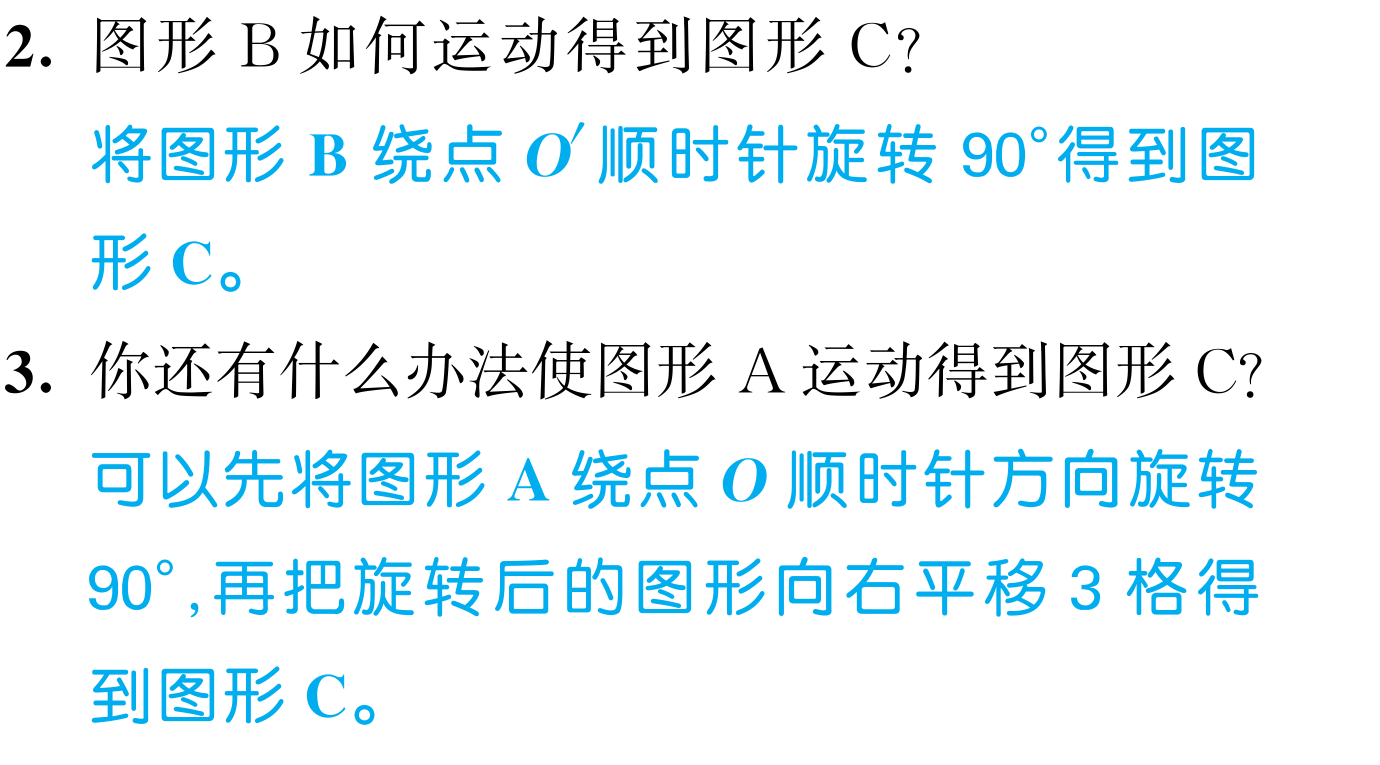 2. 图形 B 如何运动得到图形 C?
将图形 B 绕点 O′顺时针旋转 90°得到图
形 C。
3. 你还有什么办法使图形 A 运动得到图形 C?
可以先将图形 A 绕点 O 顺时针方向旋转
90°,再把旋转后的图形向右平移 3 格得
到图形 C。